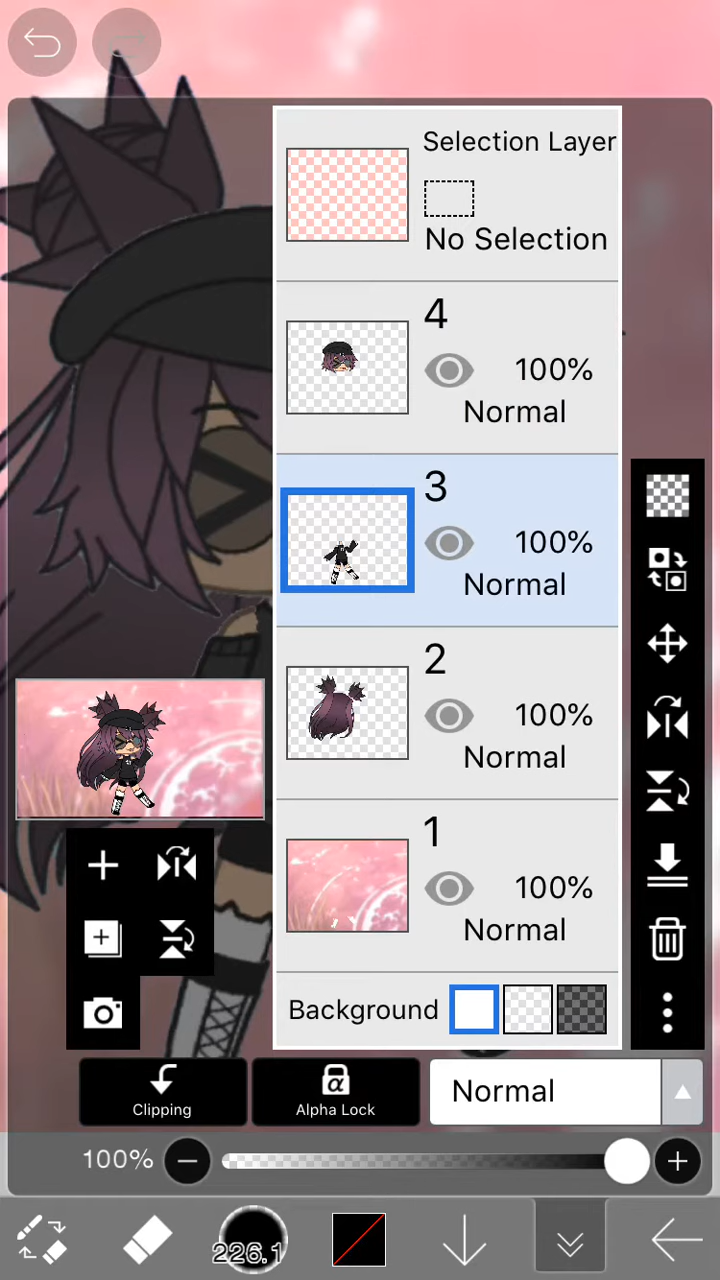 Selection Layer
No Selection
4
100%
Normal
3
100%
Normal
2
100%
Normal
1
100%
Normal
Background
Clipping
α
Alpha Lock
Normal
100%
226.1